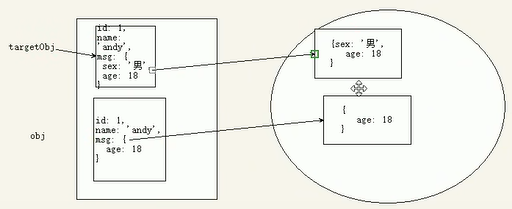 targetObj
id: 1,
name:
'andy',
msg: {
sex: '男'
age: 18
}
{sex: '男',
age: 18
}
obj
id: 1,
name: 'andy',
msg: {
age: 18
}
{
age: 18
}